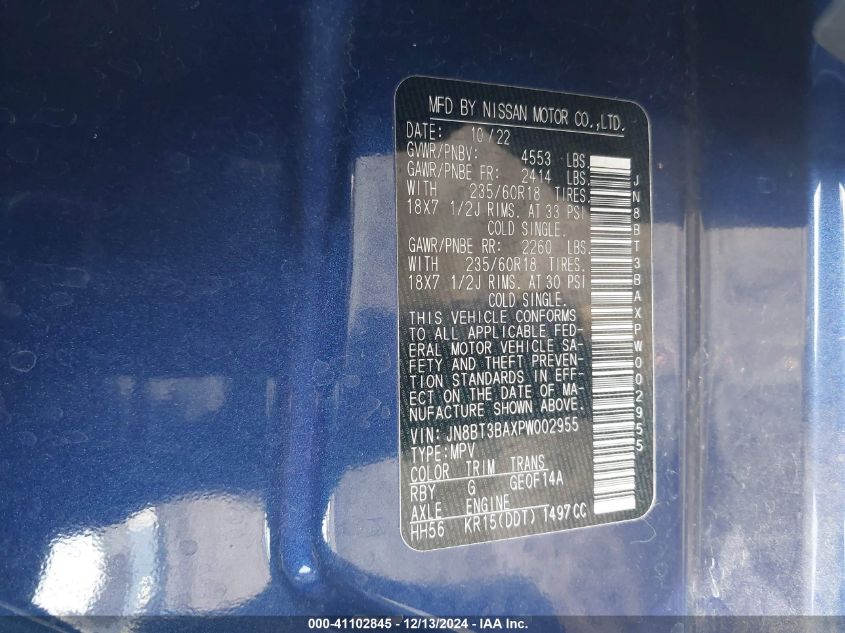 MFD BY NISSAN MOTOR CO.,LTD.
DATE: 10/22
GVWR/PNBV: 4553 LBS.
GAWR/PNBE FR: 2414 LBS.
WITH 235/60R18 TIRES.
18X7 1/2J RIMS. AT 33 PSI
COLD SINGLE.
GAWR/PNBE RR: 2260 LBS.
WITH 235/60R18 TIRES.
18X7 1/2J RIMS. AT 30 PSI
COLD SINGLE.
THIS VEHICLE CONFORMS
TO ALL APPLICABLE FED-
ERAL MOTOR VEHICLE SA-
FETY AND THEFT PREVEN-
TION STANDARDS IN EFF-
ECT ON THE DATE OF MA-
NUFACTURE SHOWN ABOVE.
VIN: JN8BT3BAXPW002955
TYPE:MPV
COLOR TRIM TRANS
RBY G GE0F14A
AXLE ENGINE
HH56 KR15(DDT) 1497CC
JN8BT3BAXPW002955
000-41102845 - 12/13/2024 - IAA Inc.